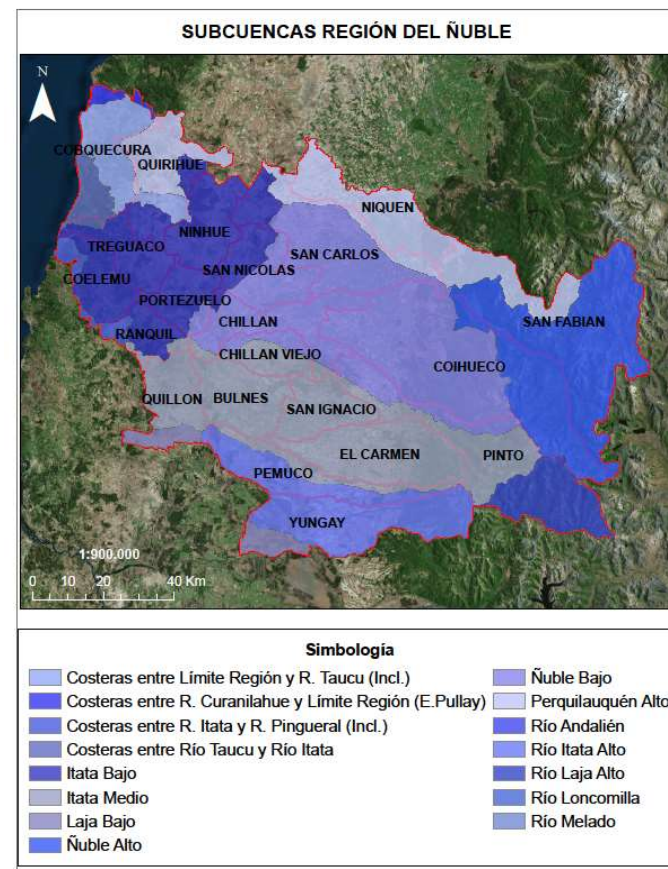 SUBCUENCAS REGIÓN DEL ÑUBLE
N
COBQUECURA
QUIRIHUE
NIQUEN
NINHUE
TREGUACO
SAN CARLOS
SAN NICOLAS
COELEMU
PORTEZUELO
CHILLAN
SAN FABIAN
RANQUIL
CHILLAN VIEJO
COIHUECO
QUILLON
BULNES
SAN IGNACIO
EL CARMEN
PINTO
PEMUCO
YUNGAY
1:900.000
0 10 20 40 Km
Simbología
Costeras entre Límite Región y R. Taucu (Incl.)
Costeras entre R. Curanilahue y Límite Región (E.Pullay)
Costeras entre R. Itata y R. Pingueral (Incl.)
Costeras entre Río Taucu y Río Itata
Itata Bajo
Itata Medio
Laja Bajo
Ñuble Alto
Ñuble Bajo
Perquilauquén Alto
Río Andalién
Río Itata Alto
Río Laja Alto
Río Loncomilla
Río Melado